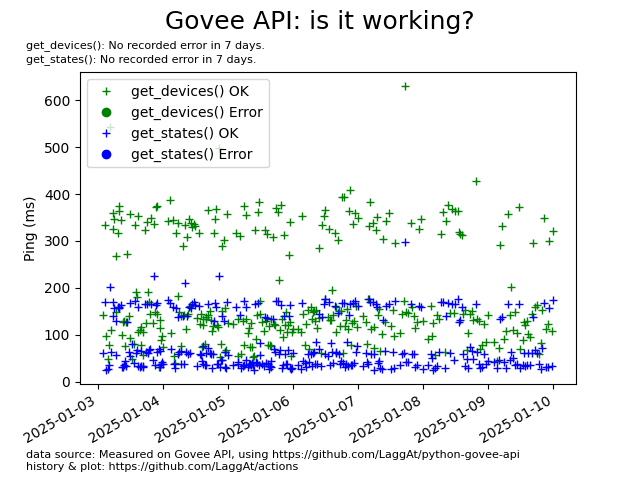 Govee API: is it working?
get_devices(): No recorded error in 7 days.
get_states(): No recorded error in 7 days.
get_devices() OK
get_devices() Error
get_states() OK
get_states() Error
Ping (ms)
600
500
400
300
200
100
0
2025-01-03
2025-01-04
2025-01-05
2025-01-06
2025-01-07
2025-01-08
2025-01-09
2025-01-10
data source: Measured on Govee API, using https://github.com/LaggAt/python-govee-api
history & plot: https://github.com/LaggAt/actions